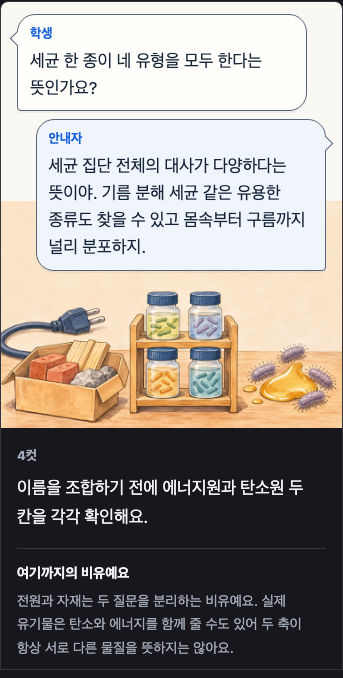 학생
세균 한 종이 네 유형을 모두 한다는
뜻인가요?
안내자
세균 집단 전체의 대사가 다양하다는
뜻이야. 기름 분해 세균 같은 유용한
종류도 찾을 수 있고 몸속부터 구름까지
널리 분포하지.
4컷
이름을 조합하기 전에 에너지원과 탄소원 두
칸을 각각 확인해요.
여기까지의 비유예요
전원과 자재는 두 질문을 분리하는 비유예요. 실제
유기물은 탄소와 에너지를 함께 줄 수도 있어 두 축이
항상 서로 다른 물질을 뜻하지는 않아요.